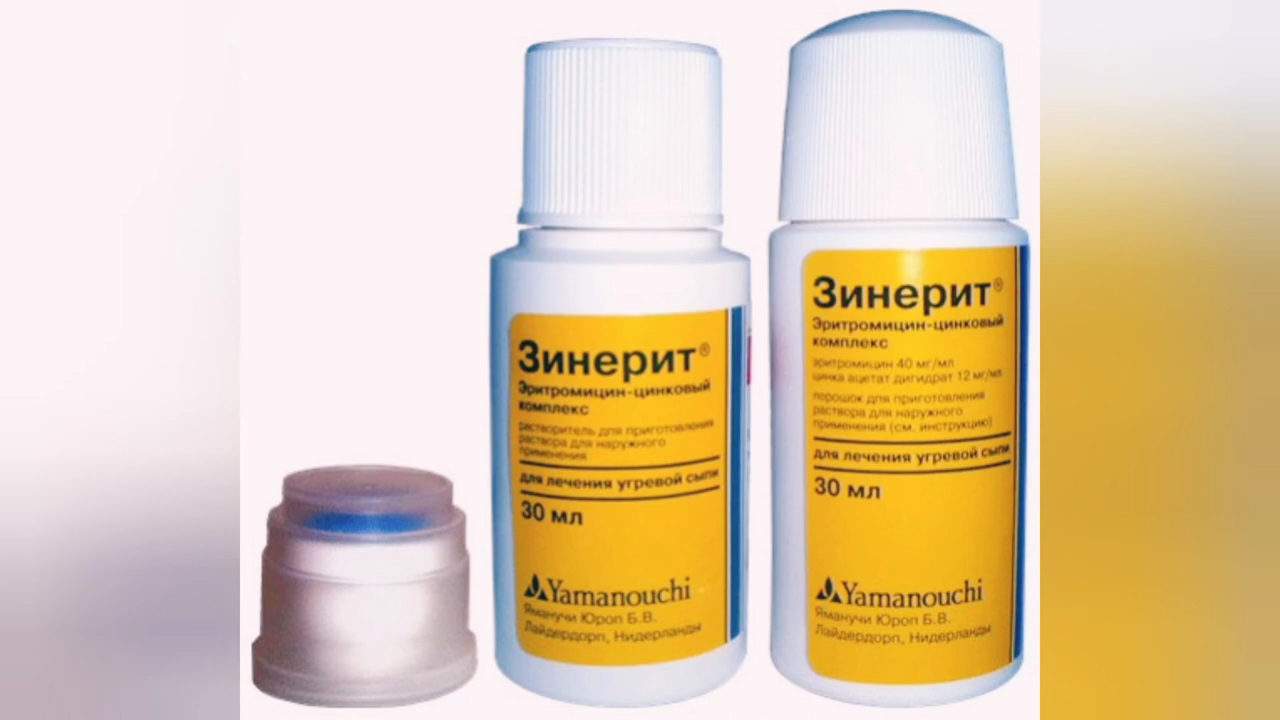 Зинерит®
Эритромицин-цинковый
комплекс
растворитель для приготовления
раствора для наружного
применения
для лечения угревой сыпи
30 мл
Yamanouchi
Яманучи Юроп Б.В.
Лайдердорп, Нидерланды
Зинерит®
Эритромицин-цинковый
комплекс
эритромицин 40 мг/мл
цинка ацетат дигидрат 12 мг/мл
порошок для приготовления
раствора для наружного
применения (см. инструкцию)
для лечения угревой сыпи
30 мл
Yamanouchi
Яманучи Юроп Б.В.
Лайдердорп, Нидерланды